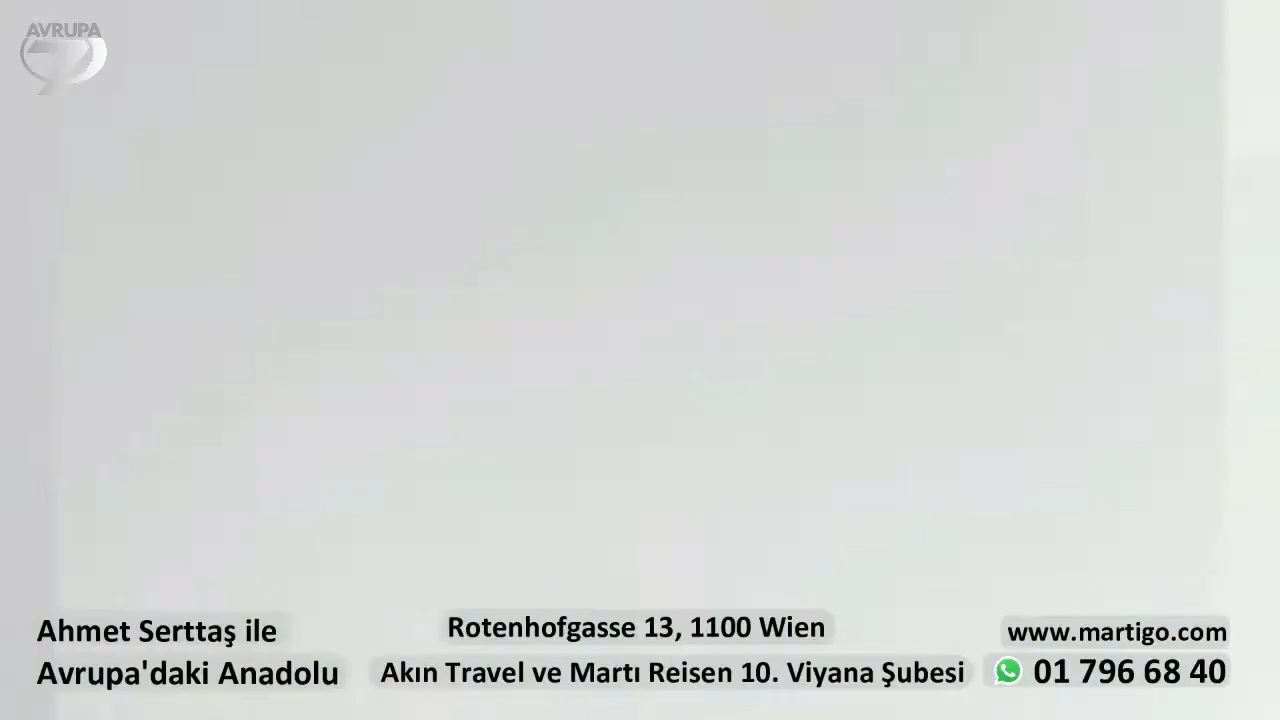 AVRUPA
7
Ahmet Serttaş ile
Avrupa'daki Anadolu
Rotenhofgasse 13, 1100 Wien
Akın Travel ve Martı Reisen 10. Viyana Şubesi
www.martigo.com
01 796 68 40